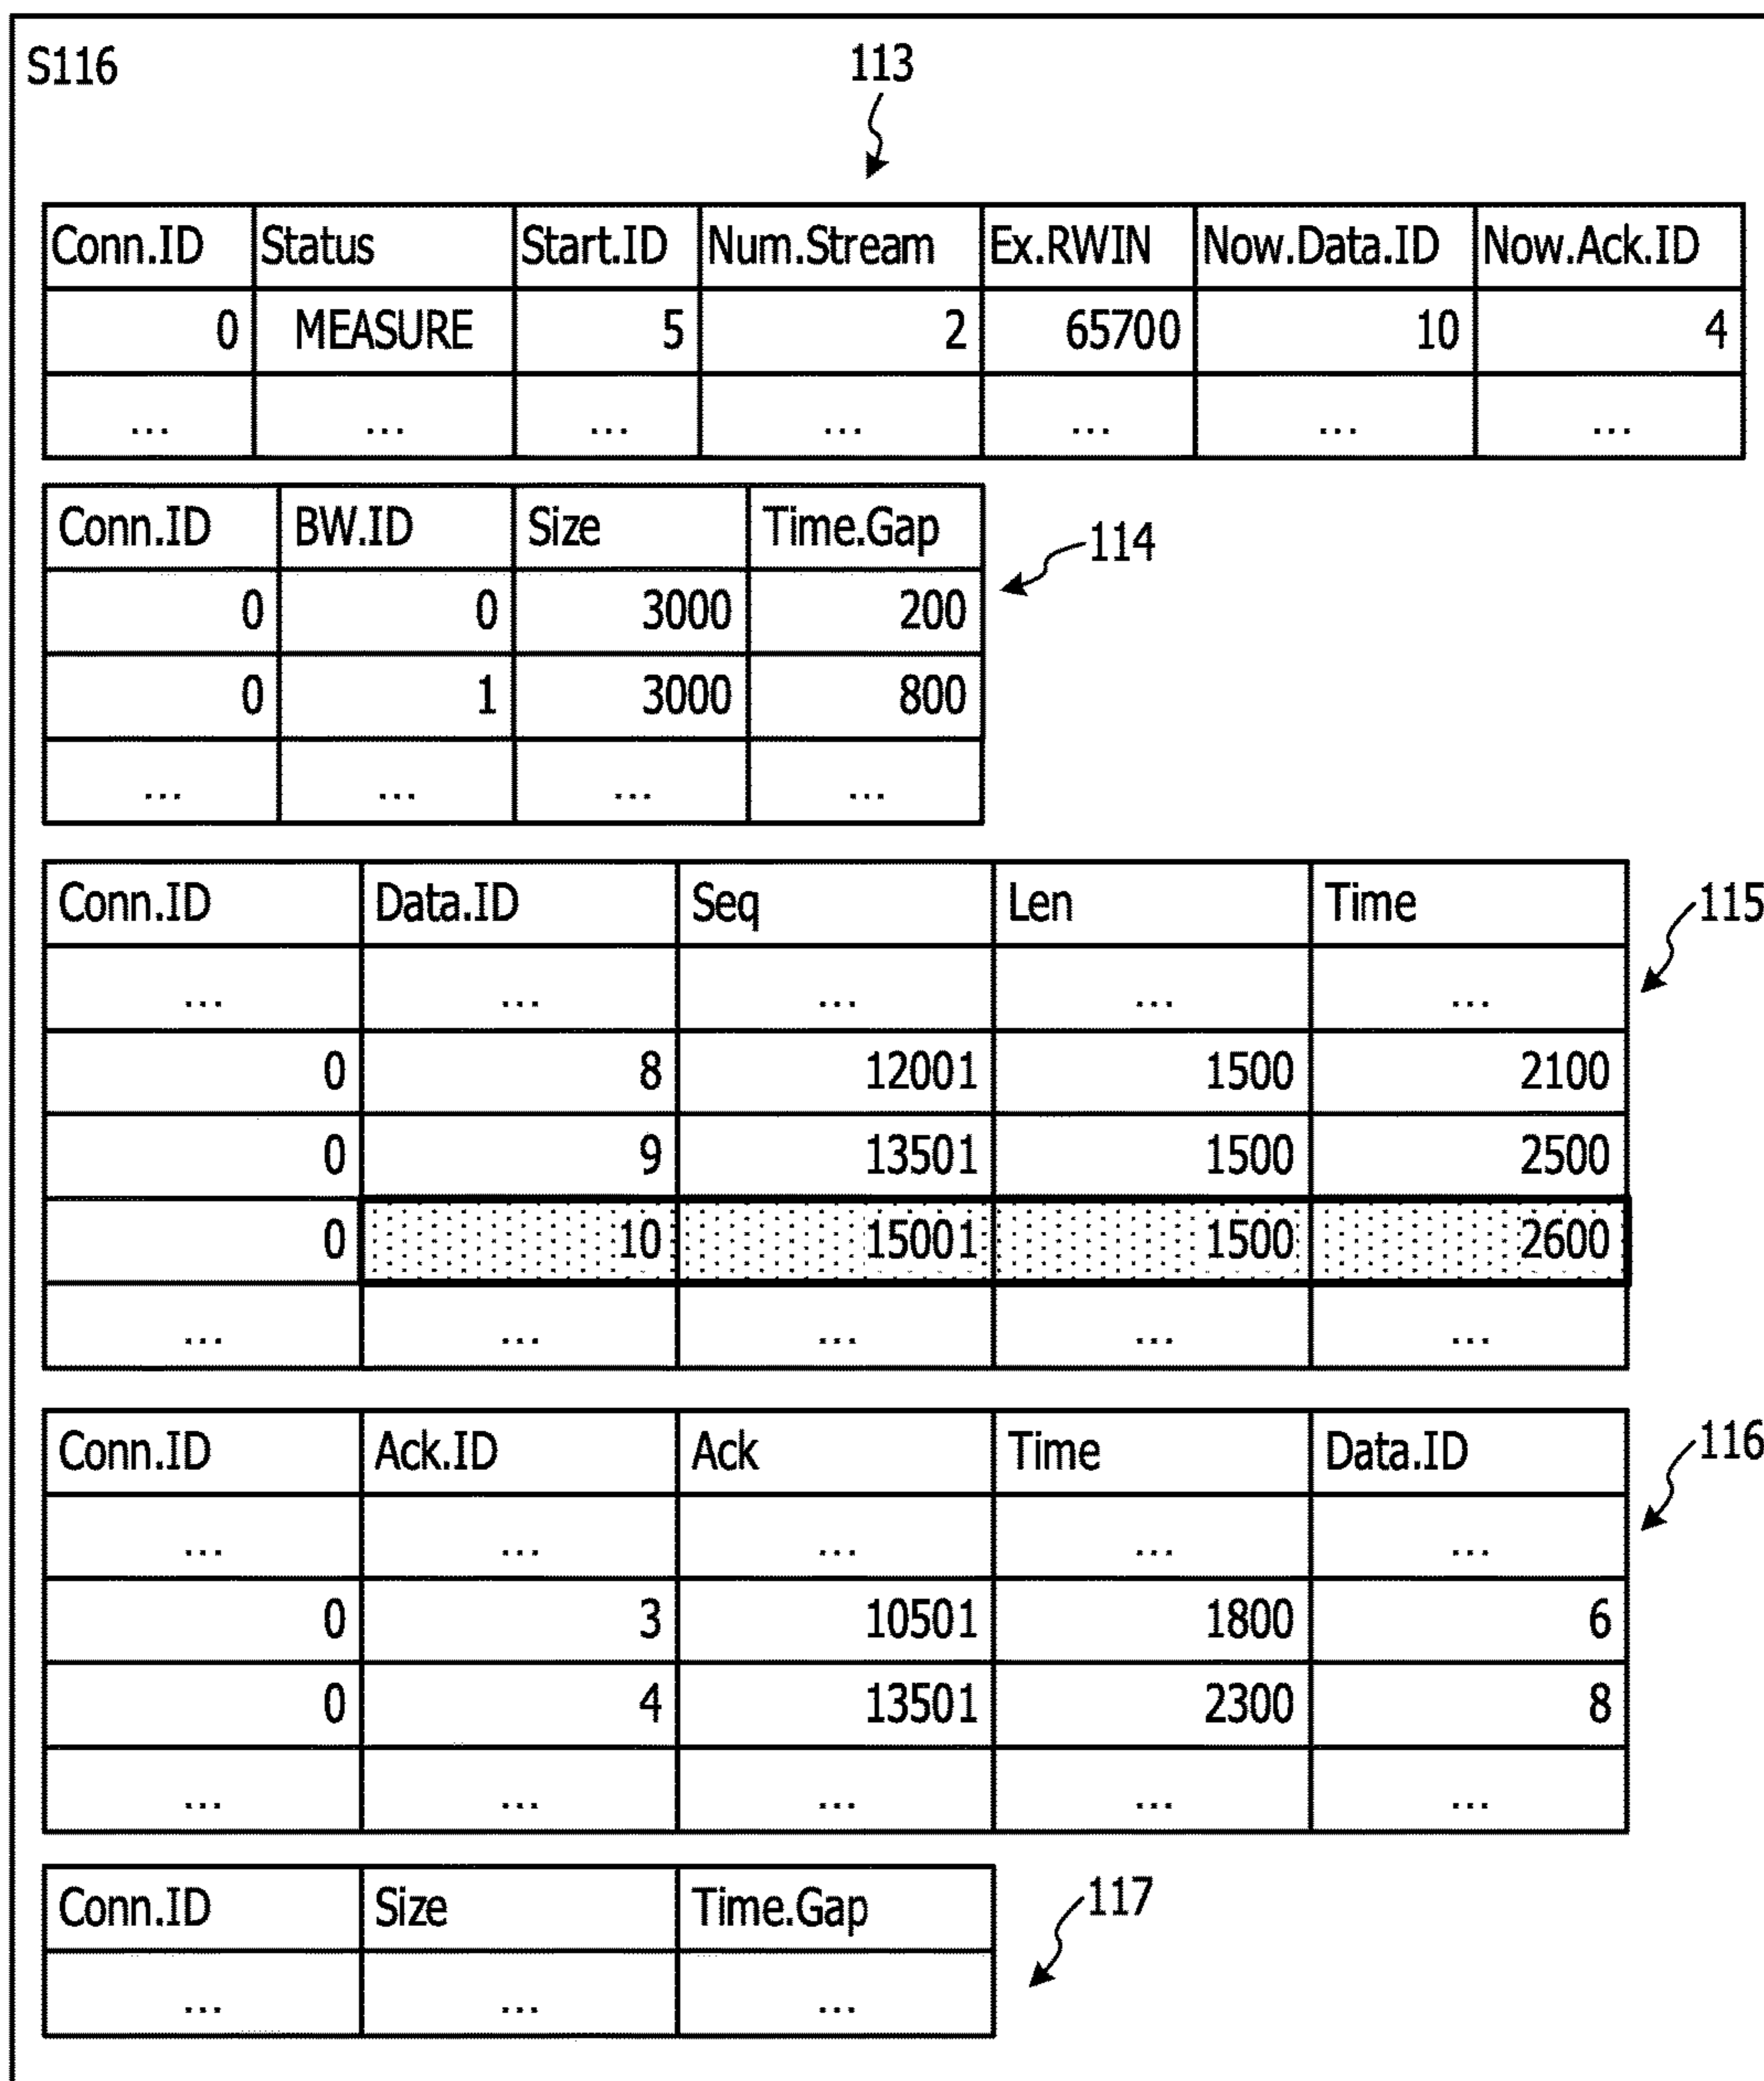 S116
113
Conn.ID Status Start.ID Num.Stream Ex.RWIN Now.Data.ID Now.Ack.ID
0 MEASURE 5 2 65700 10 4
... ... ... ... ... ... ...
Conn.ID BW.ID Size Time.Gap
114
0 0 3000 200
0 1 3000 800
... ... ... ...
Conn.ID Data.ID Seq Len Time
115
... ... ... ... ...
0 8 12001 1500 2100
0 9 13501 1500 2500
0 10 15001 1500 2600
... ... ... ... ...
Conn.ID Ack.ID Ack Time Data.ID
116
... ... ... ... ...
0 3 10501 1800 6
0 4 13501 2300 8
... ... ... ... ...
Conn.ID Size Time.Gap
117
... ... ...